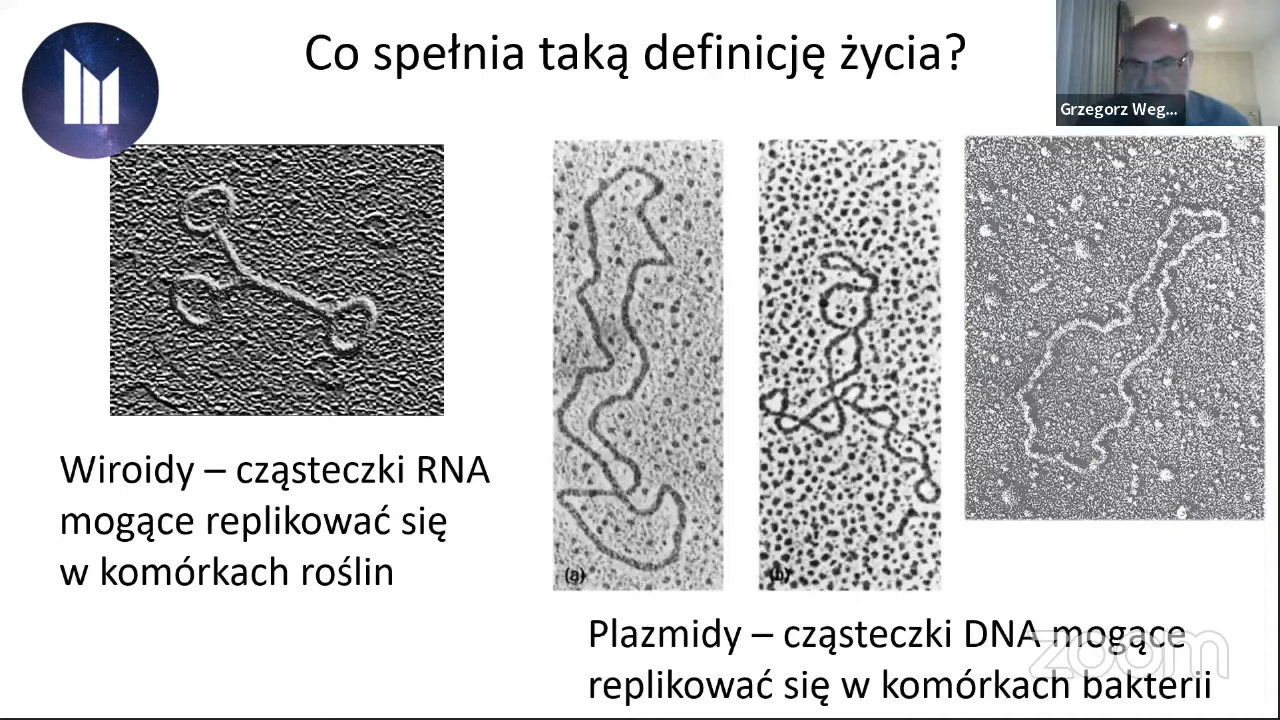 Co spełnia taką definicję życia?
Grzegorz Weg...
Wiroidy – cząsteczki RNA
mogące replikować się
w komórkach roślin
(a)
(b)
Plazmidy – cząsteczki DNA mogące
replikować się w komórkach bakterii
zoom